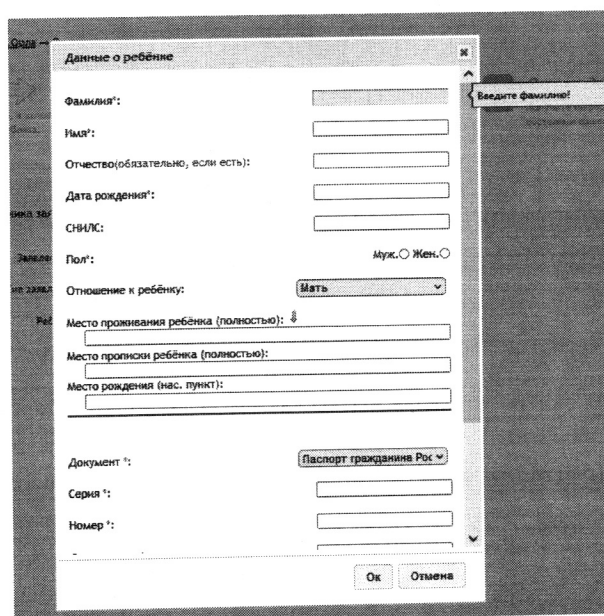 Данные о ребёнке
Фамилия*:
Введите фамилию!
Имя*:
Отчество(обязательно, если есть):
Дата рождения*:
СНИЛС:
Пол*: Муж. Жен.
Отношение к ребёнку: Мать
Место проживания ребёнка (полностью):
Место прописки ребёнка (полностью):
Место рождения (нас. пункт):
Документ *: Паспорт гражданина Рос
Серия *:
Номер *:
Ок Отмена